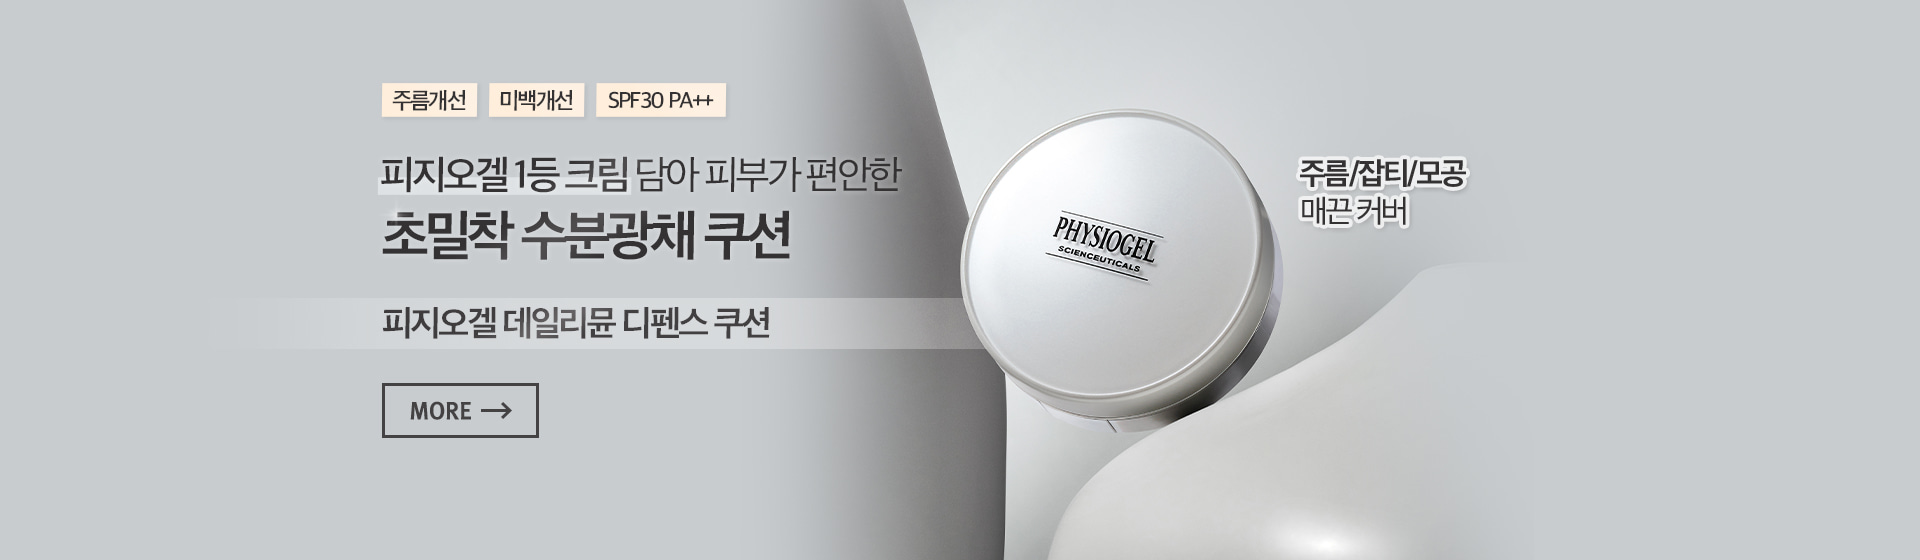 주름개선 미백개선 SPF30 PA++
피지오겔 1등 크림 담아 피부가 편안한
초밀착 수분광채 쿠션
피지오겔 데일리뮨 디펜스 쿠션
MORE →
PHYSIOGEL
SCIENCEUTICALS
주름/잡티/모공
매끈 커버